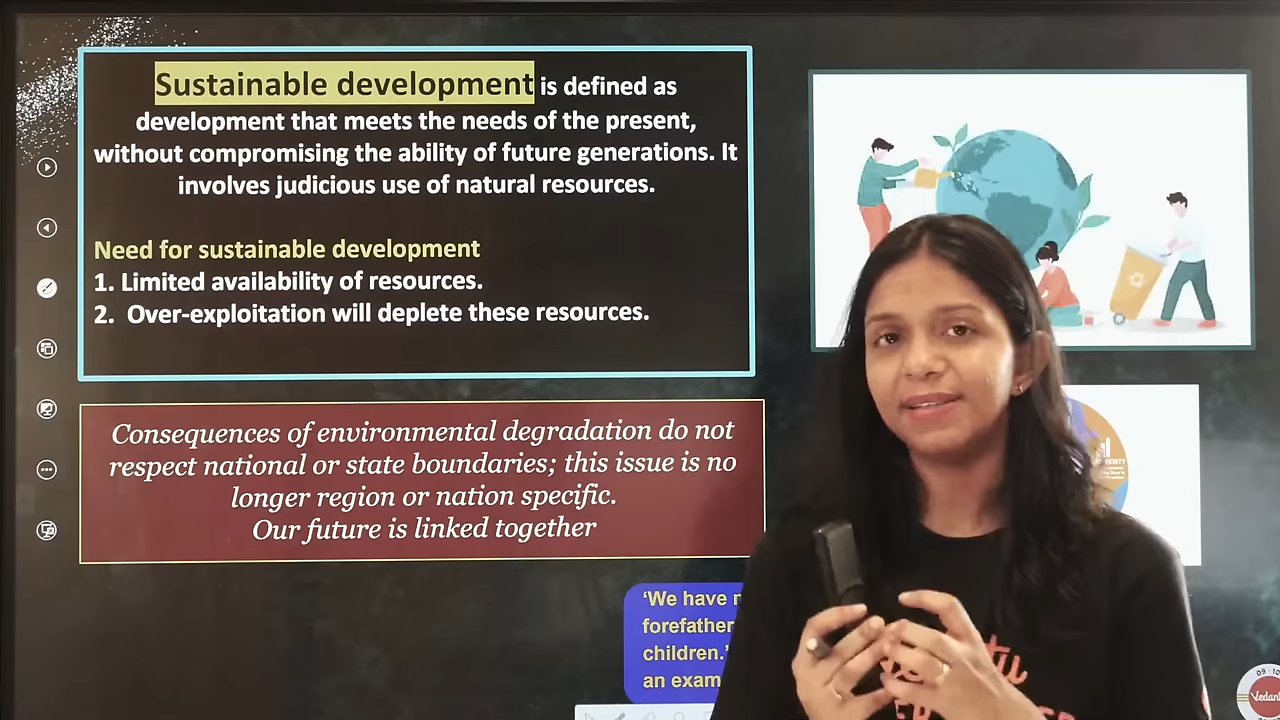 Sustainable development is defined as
development that meets the needs of the present,
without compromising the ability of future generations. It
involves judicious use of natural resources.
Need for sustainable development
1. Limited availability of resources.
2. Over-exploitation will deplete these resources.
Consequences of environmental degradation do not
respect national or state boundaries; this issue is no
longer region or nation specific.
Our future is linked together
‘We have
forefather
children.’
an exam